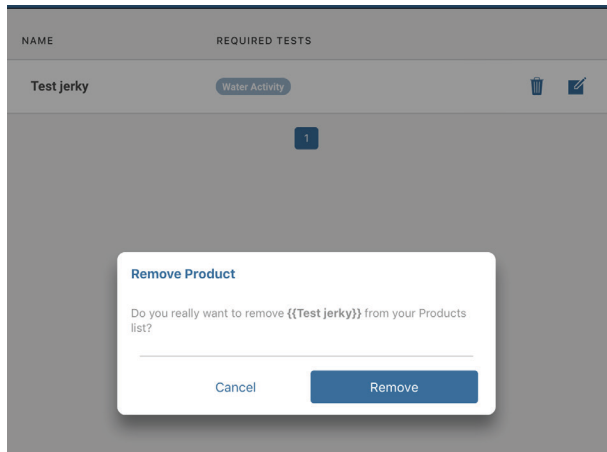 NAME REQUIRED TESTS
Test jerky Water Activity
1
Remove Product
Do you really want to remove {{Test jerky}} from your Products
list?
Cancel Remove